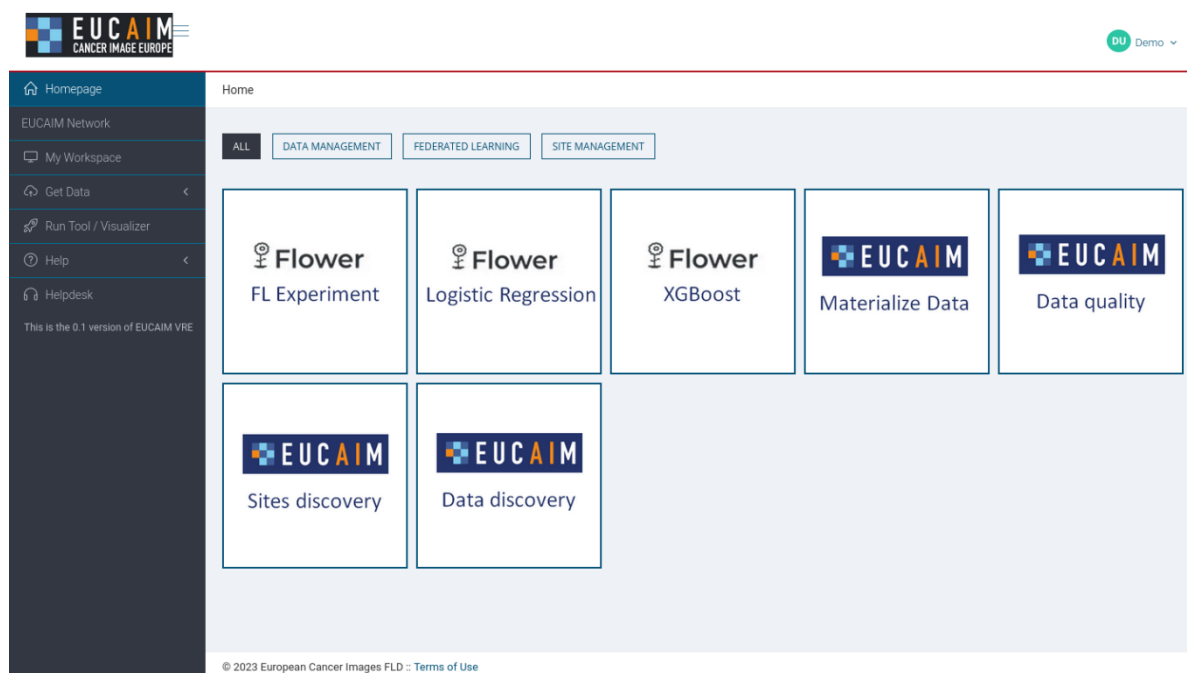 EUCAIM
CANCER IMAGE EUROPE
DU Demo
Homepage
EUCAIM Network
My Workspace
Get Data
Run Tool / Visualizer
Help
Helpdesk
This is the 0.1 version of EUCAIM VRE
Home
ALL DATA MANAGEMENT FEDERATED LEARNING SITE MANAGEMENT
Flower
FL Experiment
Flower
Logistic Regression
Flower
XGBoost
EUCAIM
Materialize Data
EUCAIM
Data quality
EUCAIM
Sites discovery
EUCAIM
Data discovery
© 2023 European Cancer Images FLD :: Terms of Use